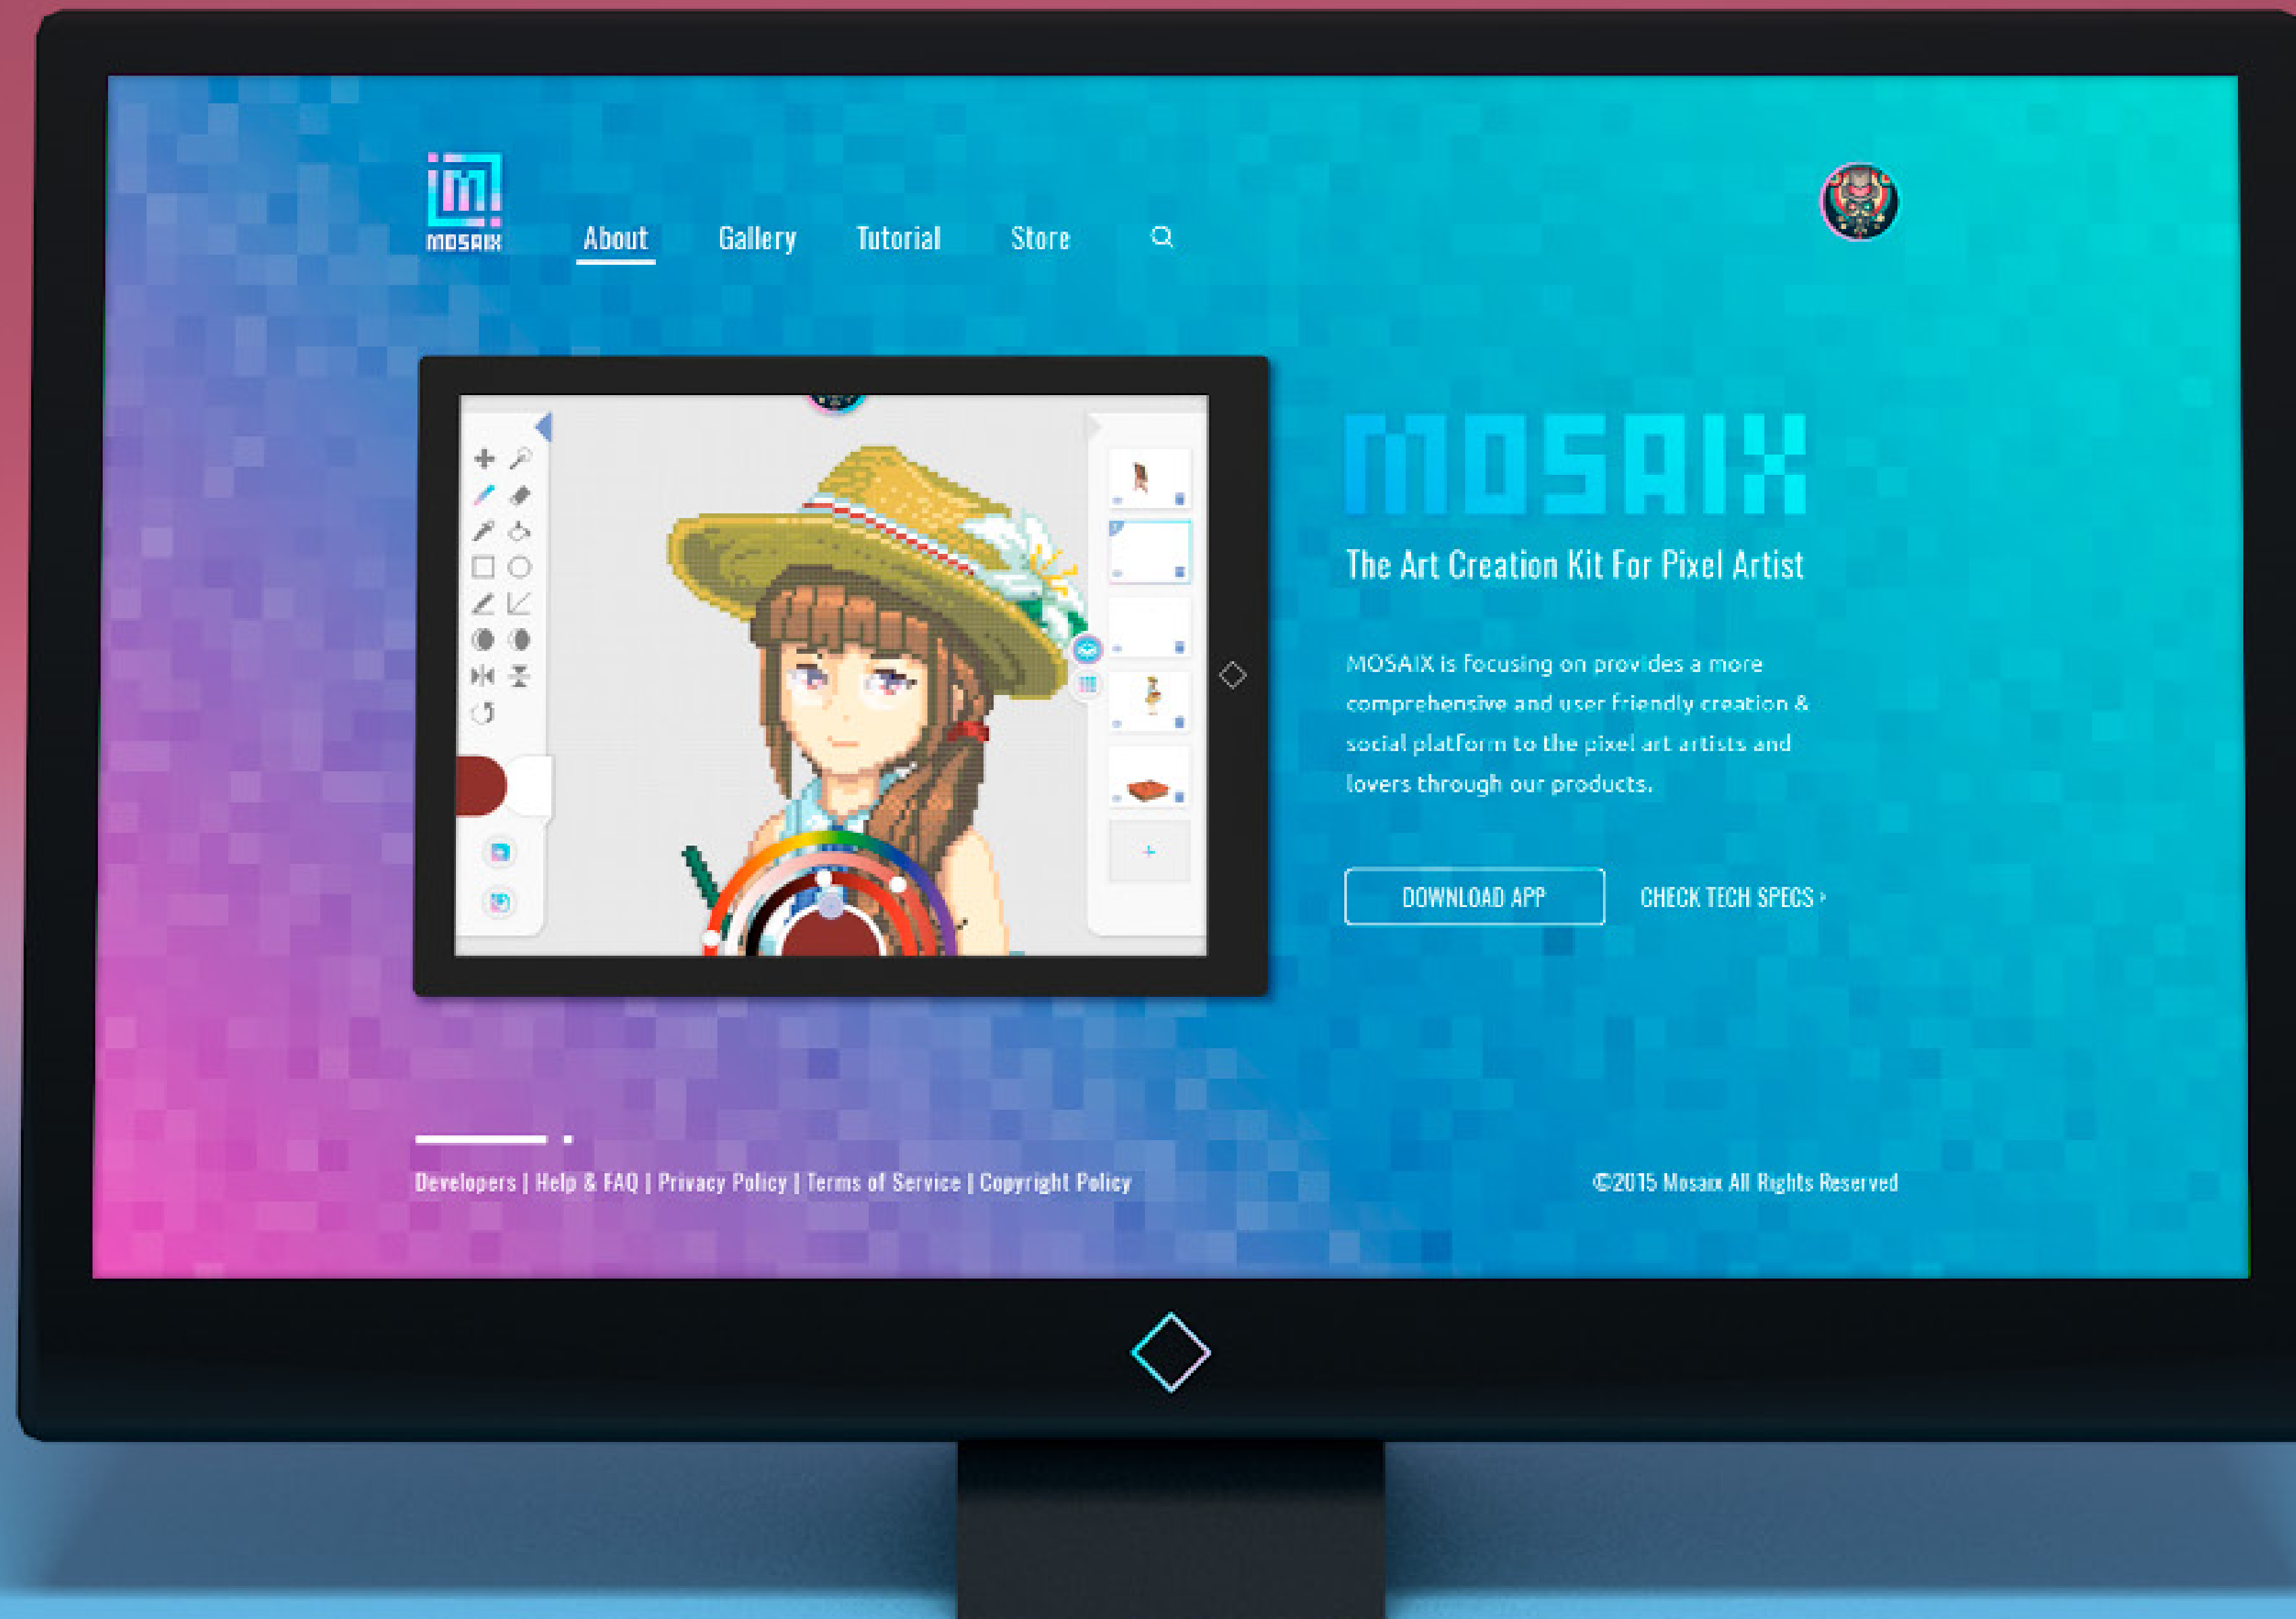 MOSAIX
About Gallery Tutorial Store
MOSAIX
The Art Creation Kit For Pixel Artist
MOSAIX is focusing on provides a more
comprehensive and user friendly creation &
social platform to the pixel art artists and
lovers through our products.
DOWNLOAD APP CHECK TECH SPECS ›
Developers | Help & FAQ | Privacy Policy | Terms of Service | Copyright Policy
©2015 Mosaix All Rights Reserved